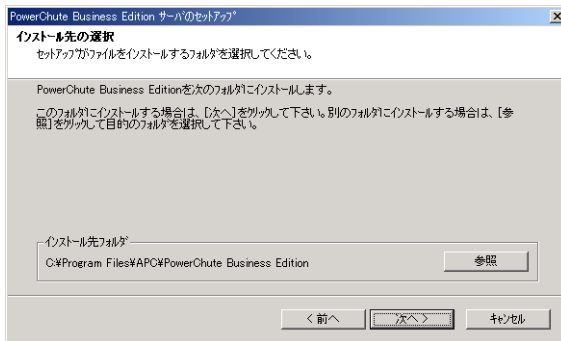 PowerChute Business Edition サーバのセットアップ
インストール先の選択
セットアップがファイルをインストールするフォルダを選択してください。
PowerChute Business Editionを次のフォルダにインストールします。
このフォルダにインストールする場合は、[次へ]をクリックして下さい。別のフォルダにインストールする場合は、[参
照]をクリックして目的のフォルダを選択して下さい。
インストール先フォルダ
C:¥Program Files¥APC¥PowerChute Business Edition
参照
< 前へ
次へ >
キャンセル